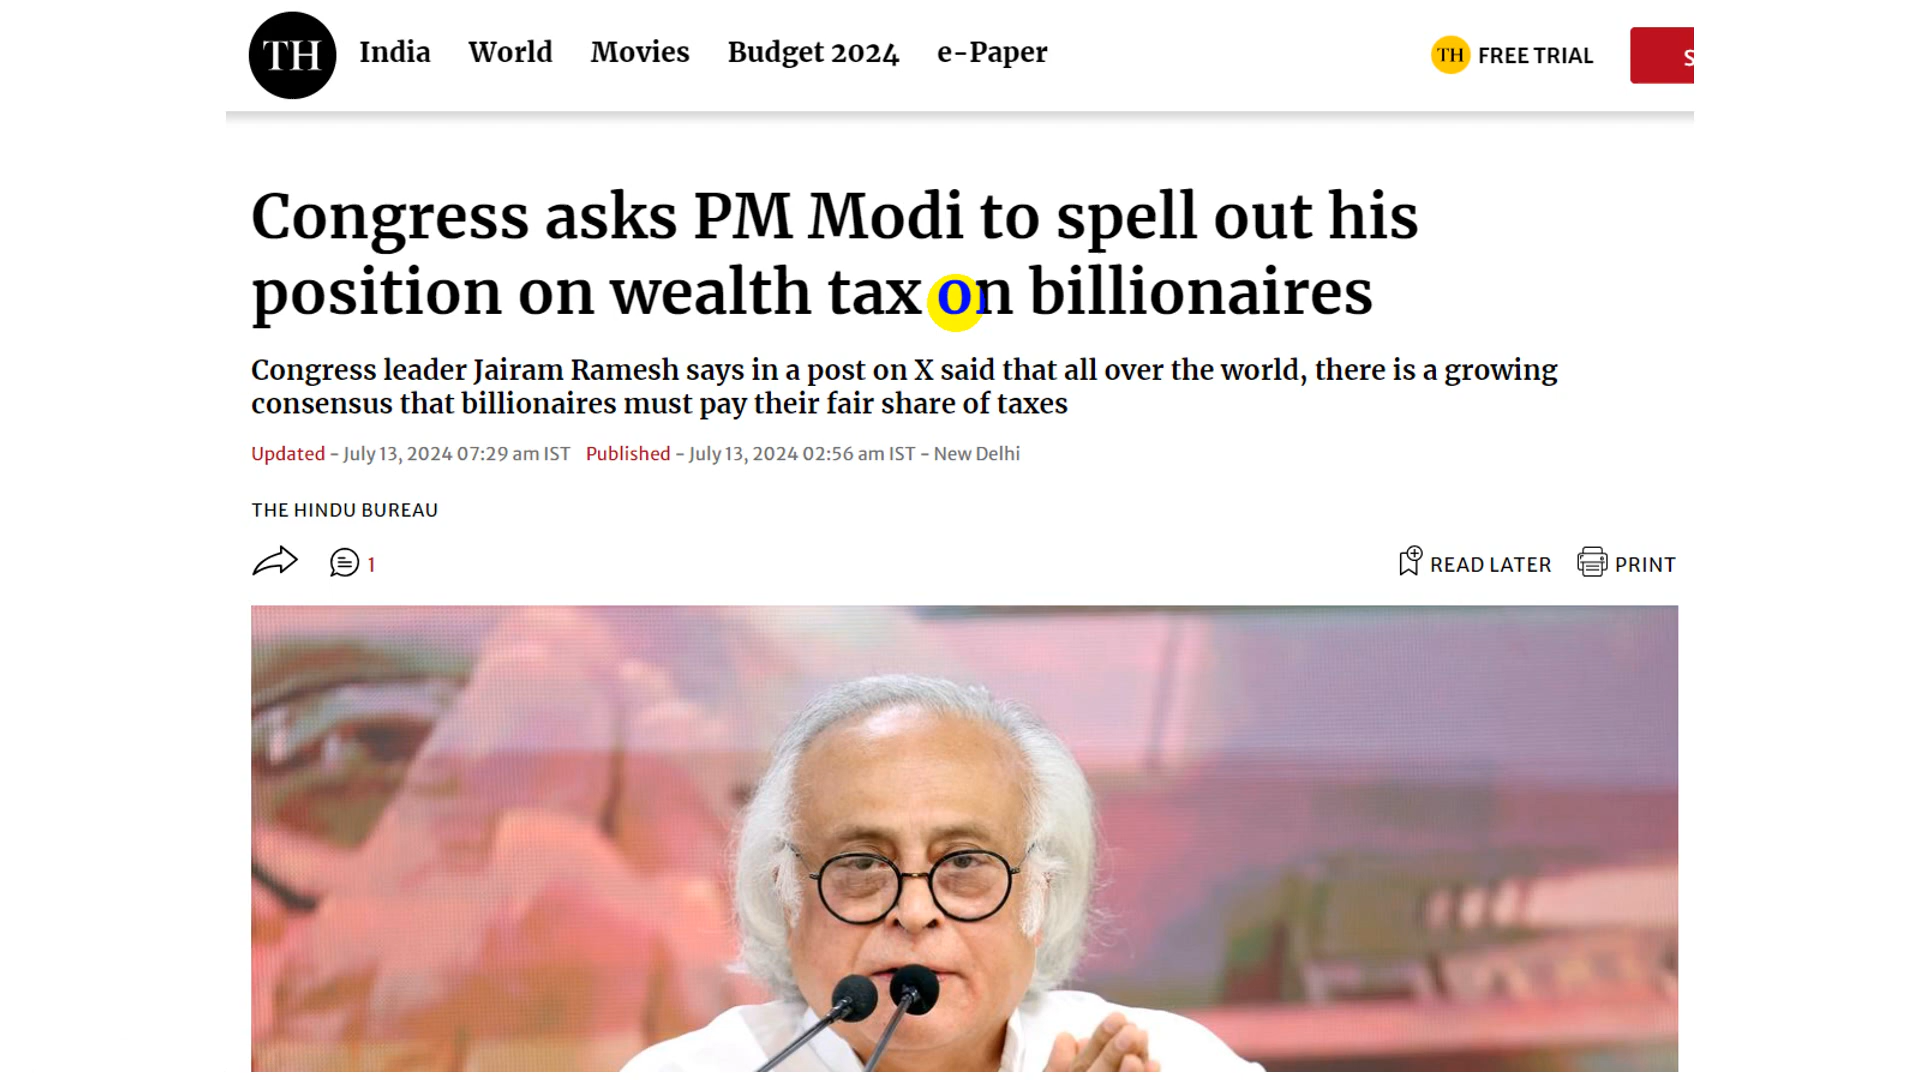 TH India World Movies Budget 2024 e-Paper TH FREE TRIAL S
Congress asks PM Modi to spell out his
position on wealth tax on billionaires
Congress leader Jairam Ramesh says in a post on X said that all over the world, there is a growing
consensus that billionaires must pay their fair share of taxes
Updated - July 13, 2024 07:29 am IST Published - July 13, 2024 02:56 am IST - New Delhi
THE HINDU BUREAU
1 READ LATER PRINT